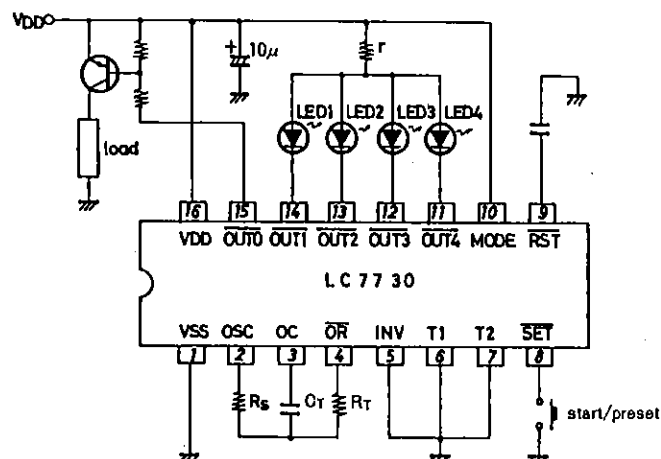 VDD
10μ
+
r
LED1 LED2 LED3 LED4
load
16 15 14 13 12 11 10 9
VDD OUT0 OUT1 OUT2 OUT3 OUT4 MODE RST
LC7730
VSS OSC OC OR INV T1 T2 SET
1 2 3 4 5 6 7 8
RS CT RT
start/preset